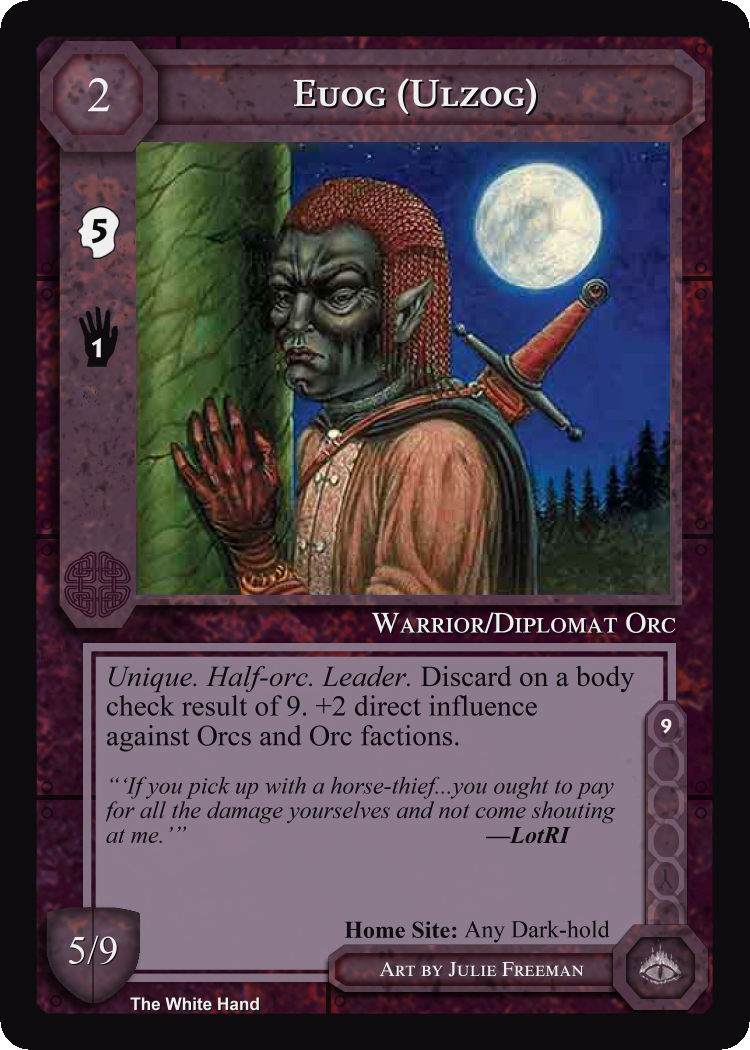 2
Euog (Ulzog)
5
1
Warrior/Diplomat Orc
Unique. Half-orc. Leader. Discard on a body
check result of 9. +2 direct influence
against Orcs and Orc factions.
9
“‘If you pick up with a horse-thief...you ought to pay
for all the damage yourselves and not come shouting
at me.’”
—LotRI
Home Site: Any Dark-hold
5/9
Art by Julie Freeman
The White Hand